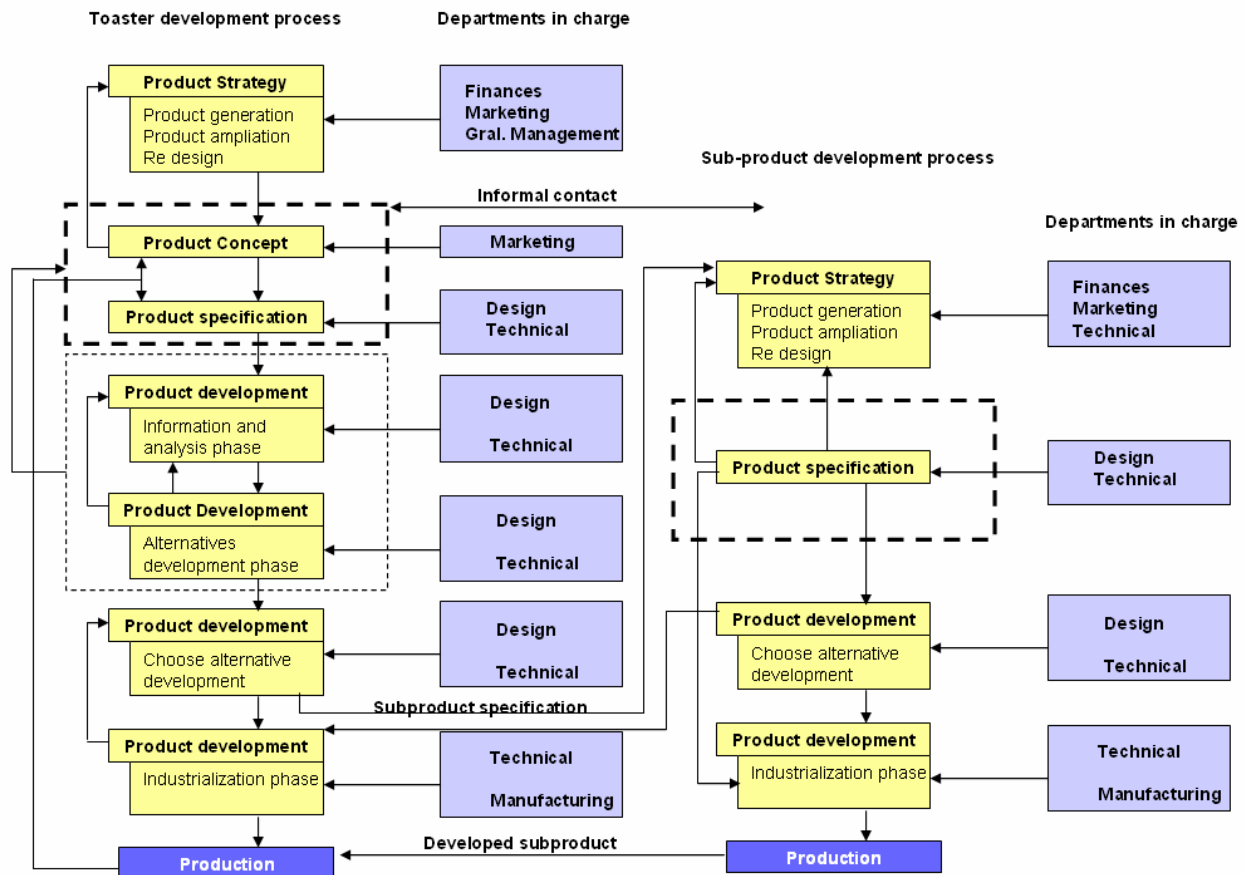 Toaster development process
Departments in charge
Product Strategy
Product generation
Product ampliation
Re design
Finances
Marketing
Gral. Management
Sub-product development process
Informal contact
Departments in charge
Product Concept
Marketing
Product Strategy
Product generation
Product ampliation
Re design
Finances
Marketing
Technical
Product specification
Design
Technical
Product development
Information and
analysis phase
Design
Technical
Product specification
Design
Technical
Product Development
Alternatives
development phase
Design
Technical
Product development
Choose alternative
development
Design
Technical
Product development
Choose alternative
development
Design
Technical
Subproduct specification
Product development
Industrialization phase
Technical
Manufacturing
Product development
Industrialization phase
Technical
Manufacturing
Developed subproduct
Production
Production